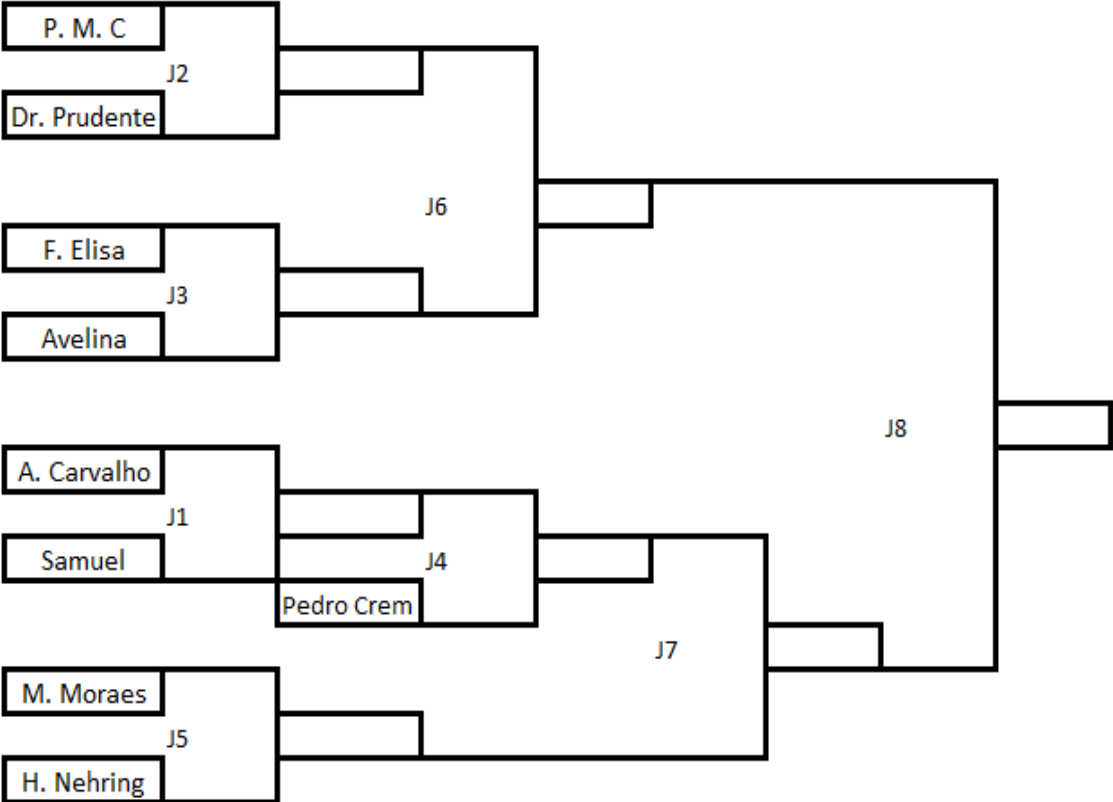 P. M. C
J2
Dr. Prudente
J6
F. Elisa
J3
Avelina
J8
A. Carvalho
J1
Samuel
J4
Pedro Crem
J7
M. Moraes
J5
H. Nehring